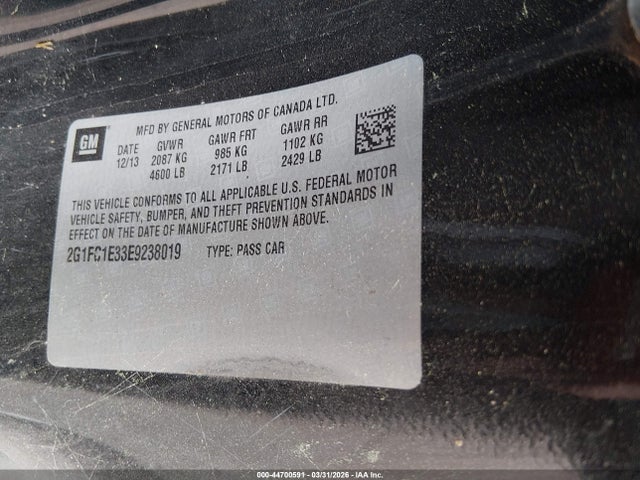 GM
MFD BY GENERAL MOTORS OF CANADA LTD.
DATE GVWR GAWR FRT GAWR RR
12/13 2087 KG 985 KG 1102 KG
4600 LB 2171 LB 2429 LB
THIS VEHICLE CONFORMS TO ALL APPLICABLE U.S. FEDERAL MOTOR
VEHICLE SAFETY, BUMPER, AND THEFT PREVENTION STANDARDS IN
EFFECT ON THE DATE OF MANUFACTURE SHOWN ABOVE.
2G1FC1E33E9238019 TYPE: PASS CAR
000-44700591 - 03/31/2026 - IAA Inc.